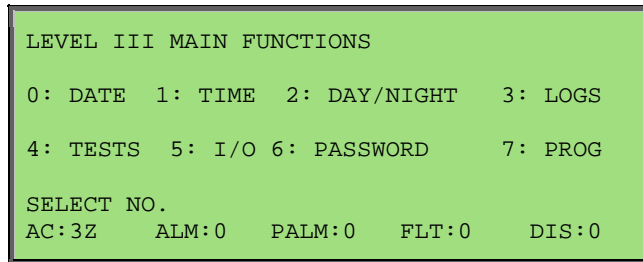 LEVEL III MAIN FUNCTIONS
0: DATE 1: TIME 2: DAY/NIGHT 3: LOGS
4: TESTS 5: I/O 6: PASSWORD 7: PROG
SELECT NO.
AC:3Z ALM:0 PALM:0 FLT:0 DIS:0